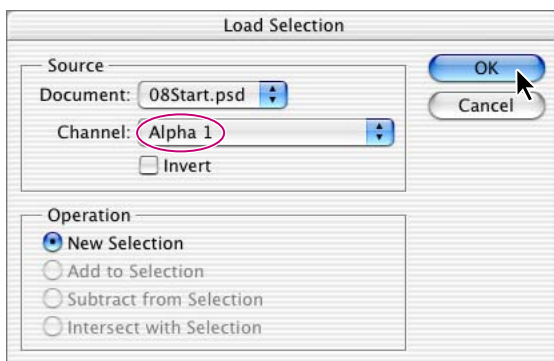 Load Selection
Source
Document: 08Start.psd
Channel: Alpha 1
Invert
OK
Cancel
Operation
New Selection
Add to Selection
Subtract from Selection
Intersect with Selection